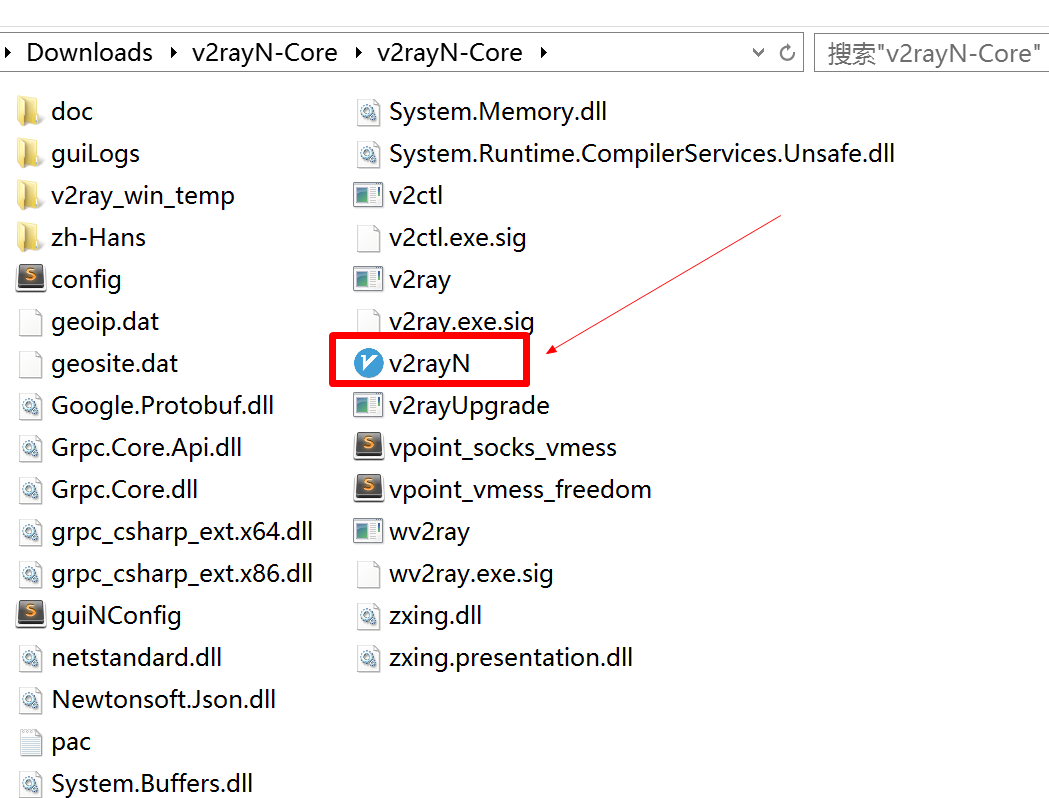 Downloads v2rayN-Core v2rayN-Core
搜索"v2rayN-Core"
doc
guiLogs
v2ray_win_temp
zh-Hans
config
geoip.dat
geosite.dat
Google.Protobuf.dll
Grpc.Core.Api.dll
Grpc.Core.dll
grpc_csharp_ext.x64.dll
grpc_csharp_ext.x86.dll
guiNConfig
netstandard.dll
Newtonsoft.Json.dll
pac
System.Buffers.dll
System.Memory.dll
System.Runtime.CompilerServices.Unsafe.dll
v2ctl
v2ctl.exe.sig
v2ray
v2ray.exe.sig
v2rayN
v2rayUpgrade
vpoint_socks_vmess
vpoint_vmess_freedom
wv2ray
wv2ray.exe.sig
zxing.dll
zxing.presentation.dll